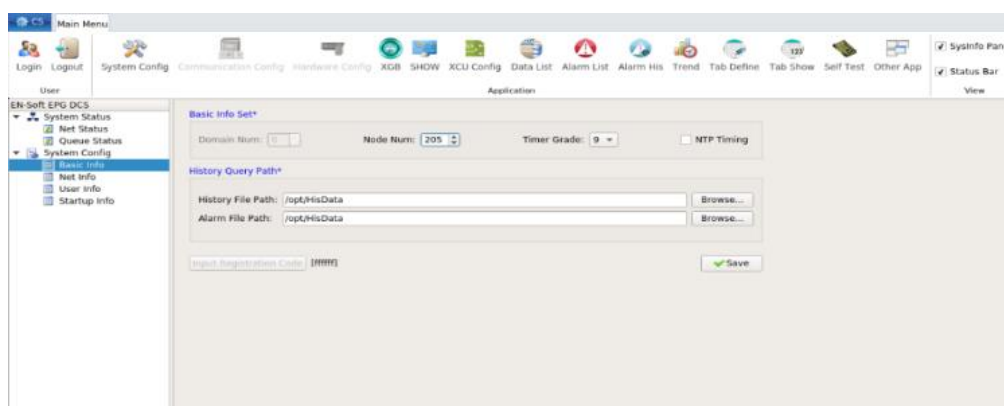 CS Main Menu
Login Logout System Config Communication Config Hardware Config XGB SHOW XCU Config Data List Alarm List Alarm His Trend Tab Define Tab Show Self Test Other App
SysInfo Pan
Status Bar
User Application View
EN-Soft EPG DCS
System Status
Net Status
Queue Status
System Config
Basic Info
Net Info
User Info
Startup Info
Basic Info Set*
Domain Num: 0 Node Num: 205 Timer Grade: 9 NTP Timing
History Query Path*
History File Path: /opt/HisData Browse...
Alarm File Path: /opt/HisData Browse...
Input Registration Code [ffffff] Save